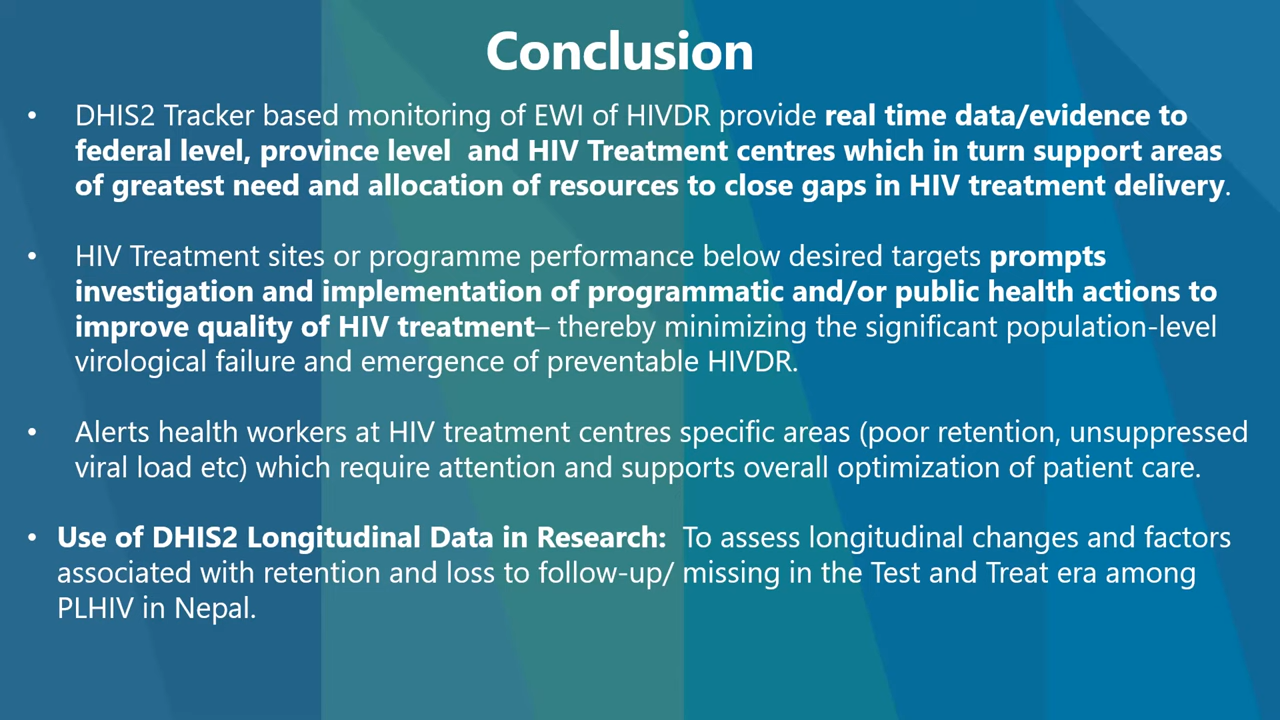 Conclusion
• DHIS2 Tracker based monitoring of EWI of HIVDR provide real time data/evidence to
federal level, province level and HIV Treatment centres which in turn support areas
of greatest need and allocation of resources to close gaps in HIV treatment delivery.
• HIV Treatment sites or programme performance below desired targets prompts
investigation and implementation of programmatic and/or public health actions to
improve quality of HIV treatment– thereby minimizing the significant population-level
virological failure and emergence of preventable HIVDR.
• Alerts health workers at HIV treatment centres specific areas (poor retention, unsuppressed
viral load etc) which require attention and supports overall optimization of patient care.
• Use of DHIS2 Longitudinal Data in Research: To assess longitudinal changes and factors
associated with retention and loss to follow-up/ missing in the Test and Treat era among
PLHIV in Nepal.